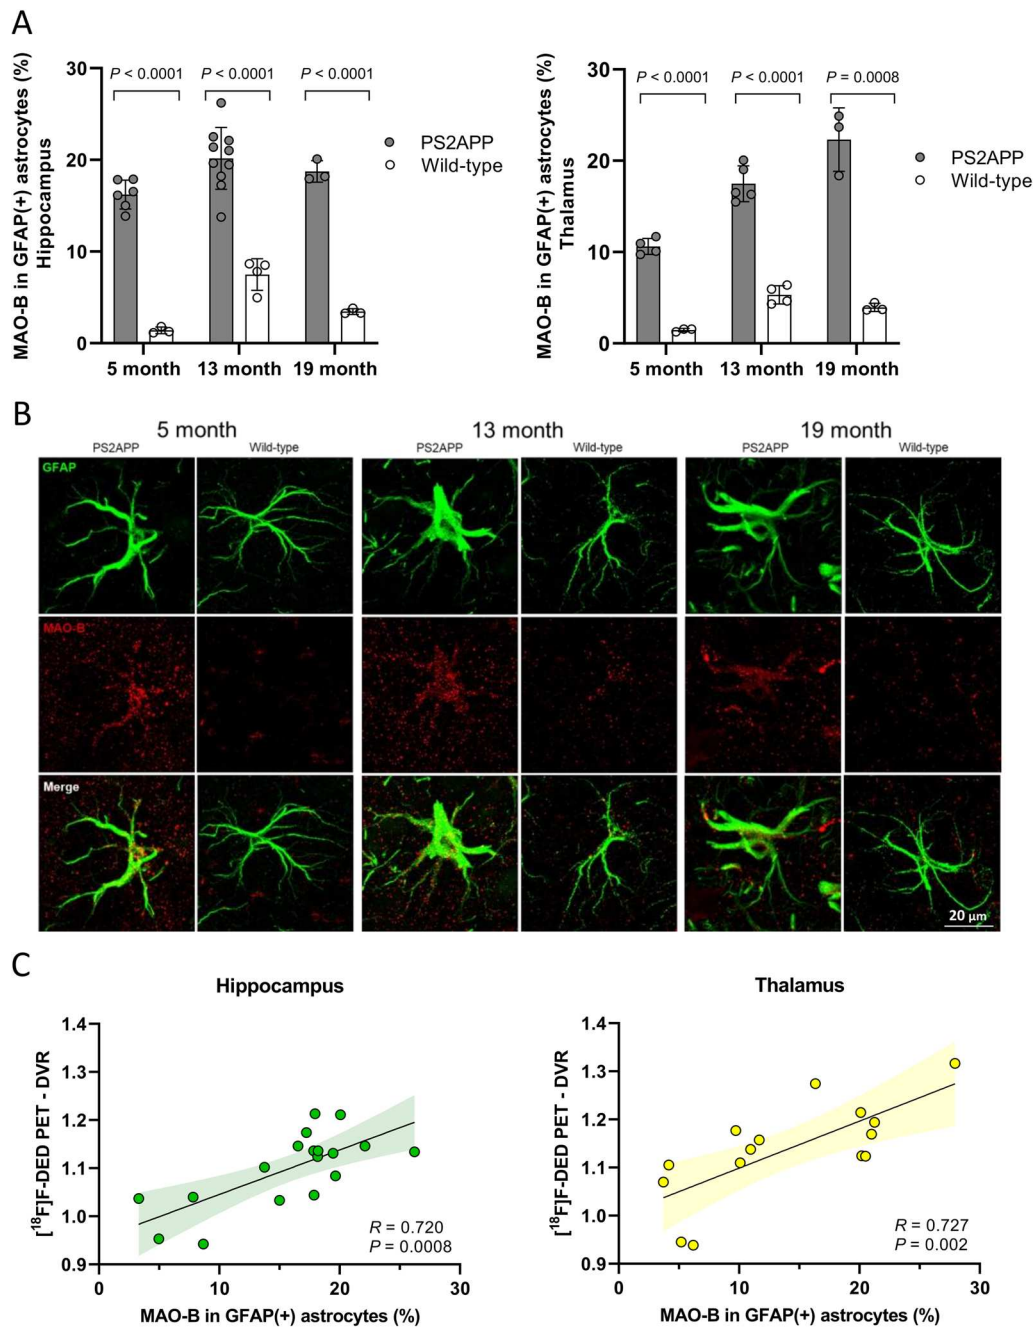 A
MAO-B in GFAP(+) astrocytes (%)
Hippocampus
30
20
10
0
P < 0.0001
P < 0.0001
P < 0.0001
5 month
13 month
19 month
PS2APP
Wild-type
MAO-B in GFAP(+) astrocytes (%)
Thalamus
30
20
10
0
P < 0.0001
P < 0.0001
P = 0.0008
5 month
13 month
19 month
PS2APP
Wild-type
B
5 month
13 month
19 month
PS2APP
Wild-type
PS2APP
Wild-type
PS2APP
Wild-type
GFAP
MAO-B
Merge
20 µm
C
Hippocampus
[¹⁸F]F-DED PET - DVR
1.4
1.3
1.2
1.1
1.0
0.9
R = 0.720
P = 0.0008
0
10
20
30
MAO-B in GFAP(+) astrocytes (%)
Thalamus
[¹⁸F]F-DED PET - DVR
1.4
1.3
1.2
1.1
1.0
0.9
R = 0.727
P = 0.002
0
10
20
30
MAO-B in GFAP(+) astrocytes (%)